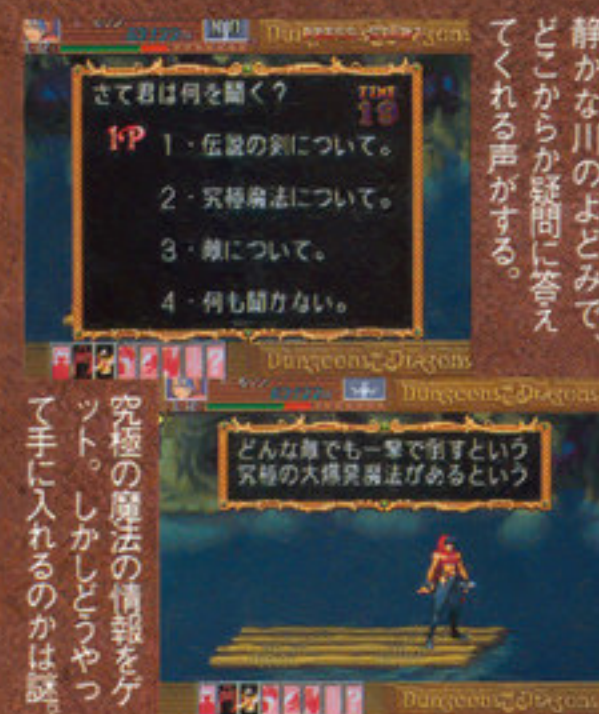 静かな川のよどみで、
どこからか疑問に答え
てくれる声がする。
さて君は何を聞く？
TIME
19
1P
1・伝説の剣について。
2・究極魔法について。
3・敵について。
4・何も聞かない。
Dungeons & Dragons
Dungeons & Dragons
どんな敵でも一撃で倒すという
究極の大爆発魔法があるという
Dungeons & Dragons
究極の魔法の情報をゲ
ット。しかしどうやっ
て手に入れるのかは謎。